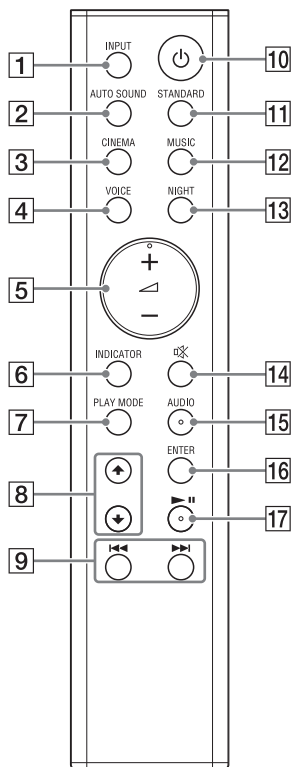 INPUT
1
10
AUTO SOUND STANDARD
2
11
CINEMA MUSIC
3
12
VOICE NIGHT
4
13
+
5
−
INDICATOR
6
14
PLAY MODE AUDIO
7
15
ENTER
8
16
17
9